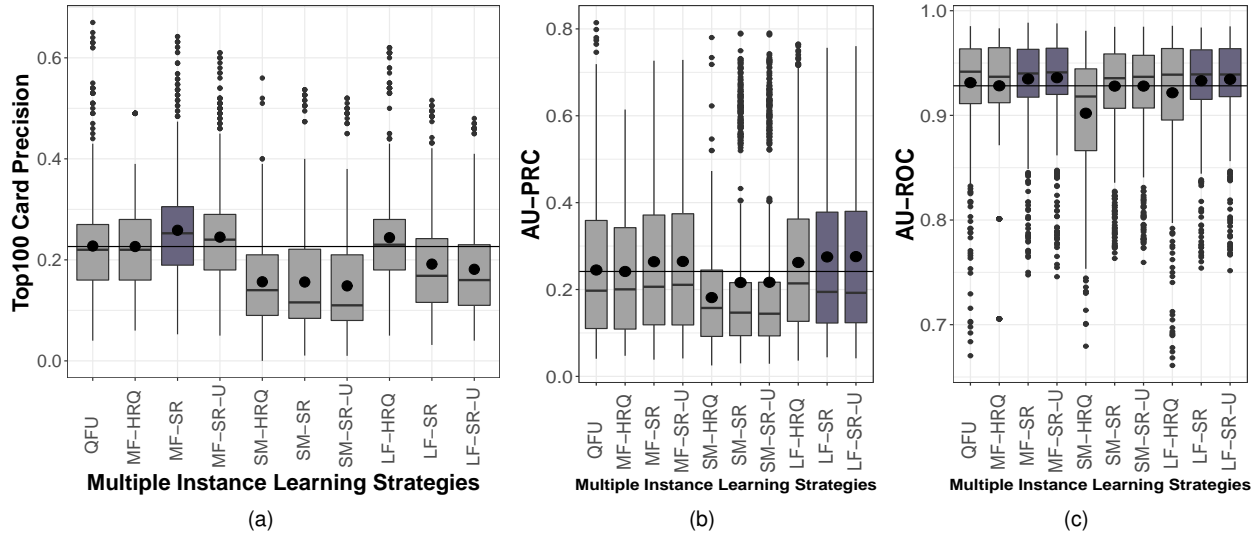 Top100 Card Precision
0.6
0.4
0.2
0.0
QFU
MF−HRQ
MF−SR
MF−SR−U
SM−HRQ
SM−SR
SM−SR−U
LF−HRQ
LF−SR
LF−SR−U
Multiple Instance Learning Strategies
(a)
AU−PRC
0.8
0.6
0.4
0.2
0.0
QFU
MF−HRQ
MF−SR
MF−SR−U
SM−HRQ
SM−SR
SM−SR−U
LF−HRQ
LF−SR
LF−SR−U
Multiple Instance Learning Strategies
(b)
AU−ROC
1.0
0.9
0.8
0.7
QFU
MF−HRQ
MF−SR
MF−SR−U
SM−HRQ
SM−SR
SM−SR−U
LF−HRQ
LF−SR
LF−SR−U
Multiple Instance Learning Strategies
(c)